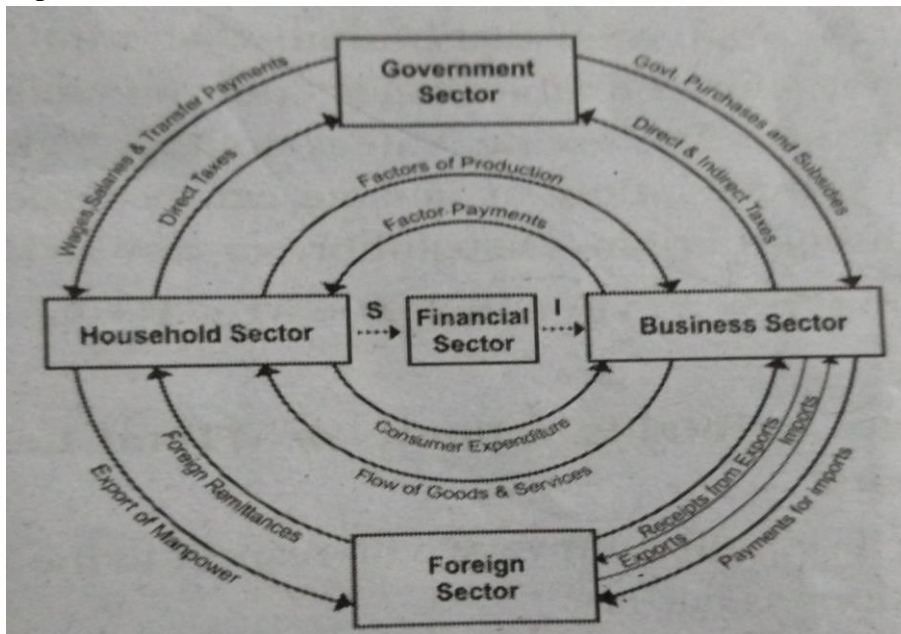 Government
Sector
Wages, Salaries & Transfer Payments
Direct Taxes
Govt. Purchases and Subsidies
Direct & Indirect Taxes
Factors of Production
Factor Payments
Household Sector
S
Financial
Sector
I
Business Sector
Consumer Expenditure
Flow of Goods & Services
Foreign Remittances
Export of Manpower
Receipts from Exports
Imports
Exports
Payments for imports
Foreign
Sector